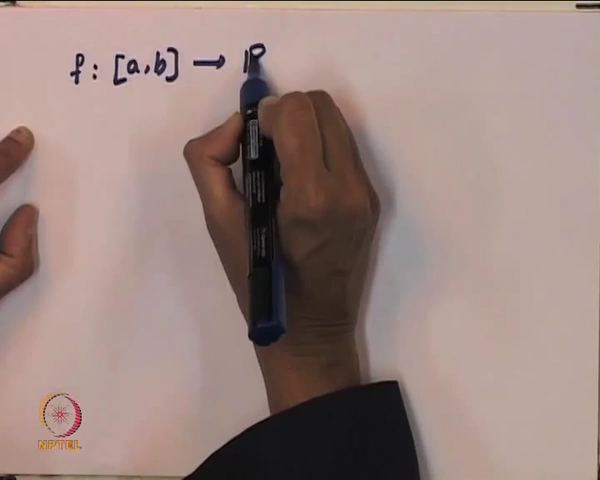 f : [a,b] → ℝ
NPTEL